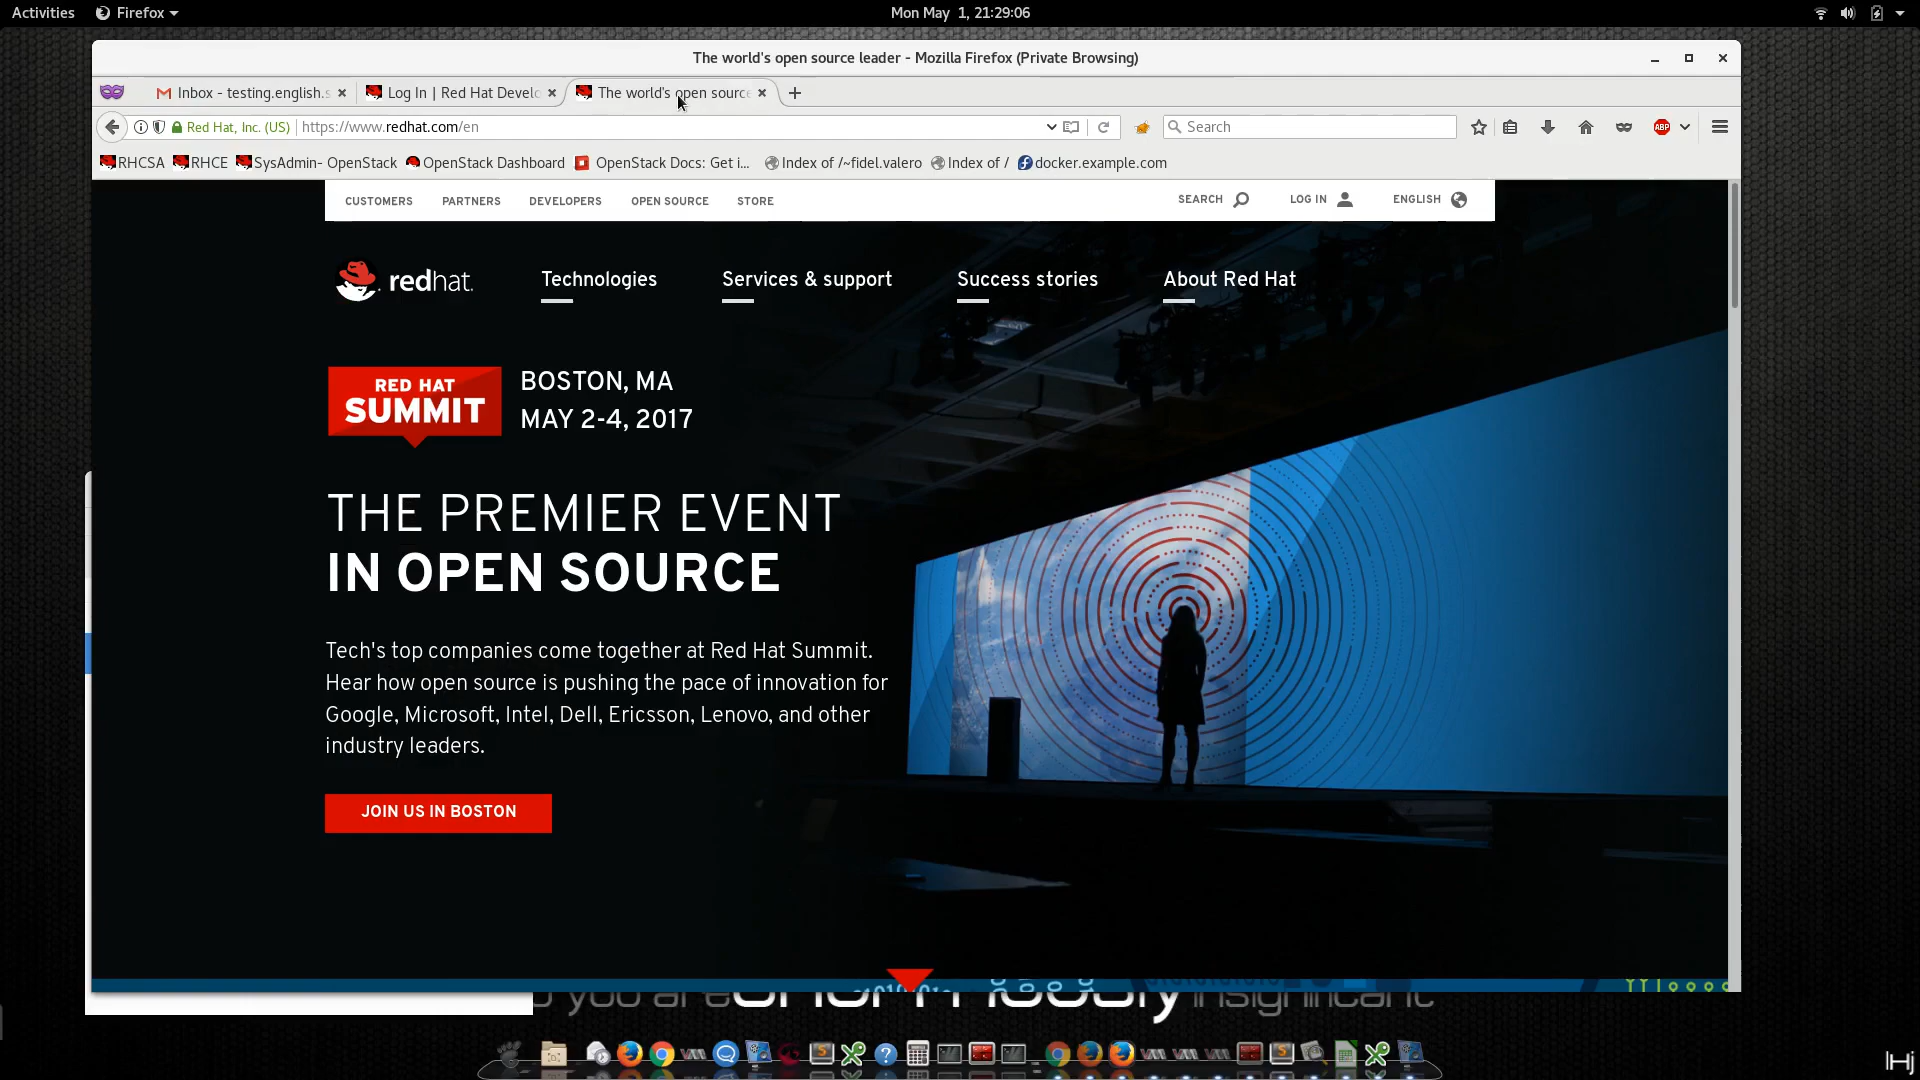 Activities Firefox Mon May 1, 21:29:06
The world's open source leader - Mozilla Firefox (Private Browsing)
Inbox - testing.english.s Log In | Red Hat Develo The world's open source
Red Hat, Inc. (US) https://www.redhat.com/en Search ABP
RHCSA RHCE SysAdmin- OpenStack OpenStack Dashboard OpenStack Docs: Get i... Index of /~fidel.valero Index of / docker.example.com
CUSTOMERS PARTNERS DEVELOPERS OPEN SOURCE STORE SEARCH LOG IN ENGLISH
redhat. Technologies Services & support Success stories About Red Hat
RED HAT
SUMMIT
BOSTON, MA
MAY 2-4, 2017
THE PREMIER EVENT
IN OPEN SOURCE
Tech's top companies come together at Red Hat Summit.
Hear how open source is pushing the pace of innovation for
Google, Microsoft, Intel, Dell, Ericsson, Lenovo, and other
industry leaders.
JOIN US IN BOSTON
you are insignificant